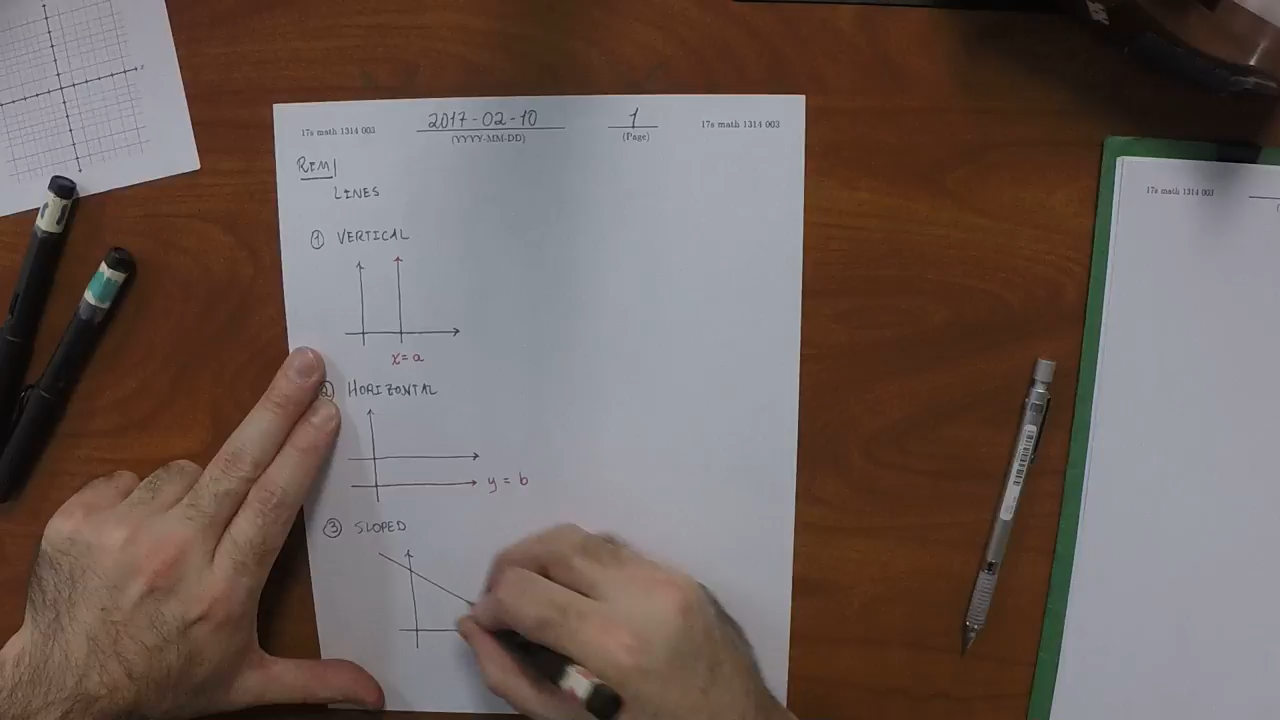 17s math 1314 003 2017-02-10 1 17s math 1314 003
(YYYY-MM-DD) (Page)
REM
LINES
① VERTICAL
x = a
② HORIZONTAL
y = b
③ SLOPED
17s math 1314 003